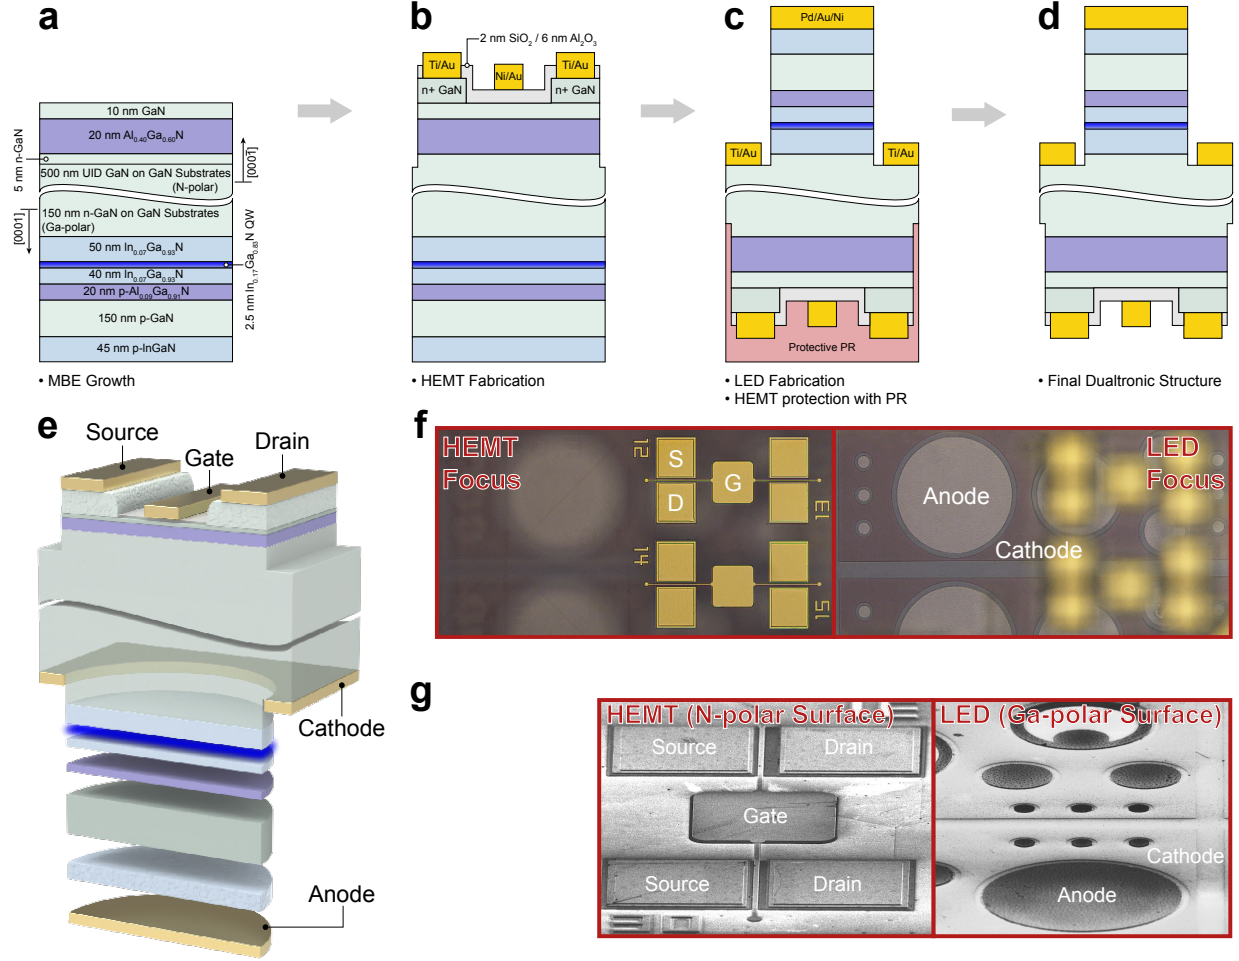 a
10 nm GaN
20 nm Al0.40Ga0.60N
5 nm n-GaN
500 nm UID GaN on GaN Substrates
(N-polar)
[0001̅]
[0001]
150 nm n-GaN on GaN Substrates
(Ga-polar)
50 nm In0.07Ga0.93N
40 nm In0.07Ga0.93N
2.5 nm In0.17Ga0.83N QW
20 nm p-Al0.09Ga0.91N
150 nm p-GaN
45 nm p-InGaN
• MBE Growth
b
2 nm SiO₂ / 6 nm Al₂O₃
Ti/Au
Ni/Au
Ti/Au
n+ GaN
n+ GaN
• HEMT Fabrication
c
Pd/Au/Ni
Ti/Au
Ti/Au
Protective PR
• LED Fabrication
• HEMT protection with PR
d
• Final Dualtronic Structure
e
Source
Gate
Drain
Cathode
Anode
f
HEMT
Focus
12
S
G
D
E1
14
S1
LED
Focus
Anode
Cathode
g
HEMT (N-polar Surface)
Source
Drain
Gate
Source
Drain
LED (Ga-polar Surface)
Cathode
Anode